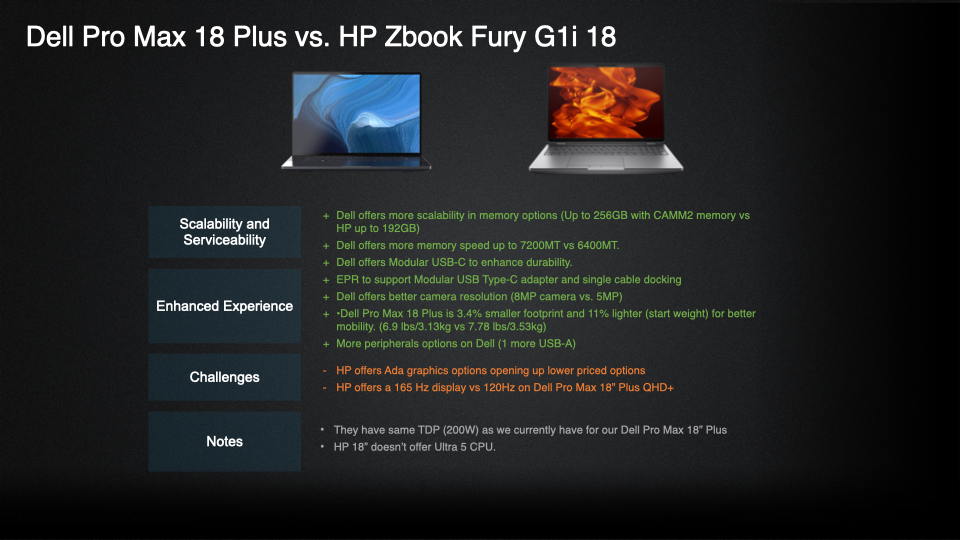 Dell Pro Max 18 Plus vs. HP Zbook Fury G1i 18
Scalability and
Serviceability
+ Dell offers more scalability in memory options (Up to 256GB with CAMM2 memory vs
HP up to 192GB)
+ Dell offers more memory speed up to 7200MT vs 6400MT.
+ Dell offers Modular USB-C to enhance durability.
Enhanced Experience
+ EPR to support Modular USB Type-C adapter and single cable docking
+ Dell offers better camera resolution (8MP camera vs. 5MP)
+ •Dell Pro Max 18 Plus is 3.4% smaller footprint and 11% lighter (start weight) for better
mobility. (6.9 lbs/3.13kg vs 7.78 lbs/3.53kg)
+ More peripherals options on Dell (1 more USB-A)
Challenges
- HP offers Ada graphics options opening up lower priced options
- HP offers a 165 Hz display vs 120Hz on Dell Pro Max 18” Plus QHD+
Notes
• They have same TDP (200W) as we currently have for our Dell Pro Max 18” Plus
• HP 18” doesn’t offer Ultra 5 CPU.